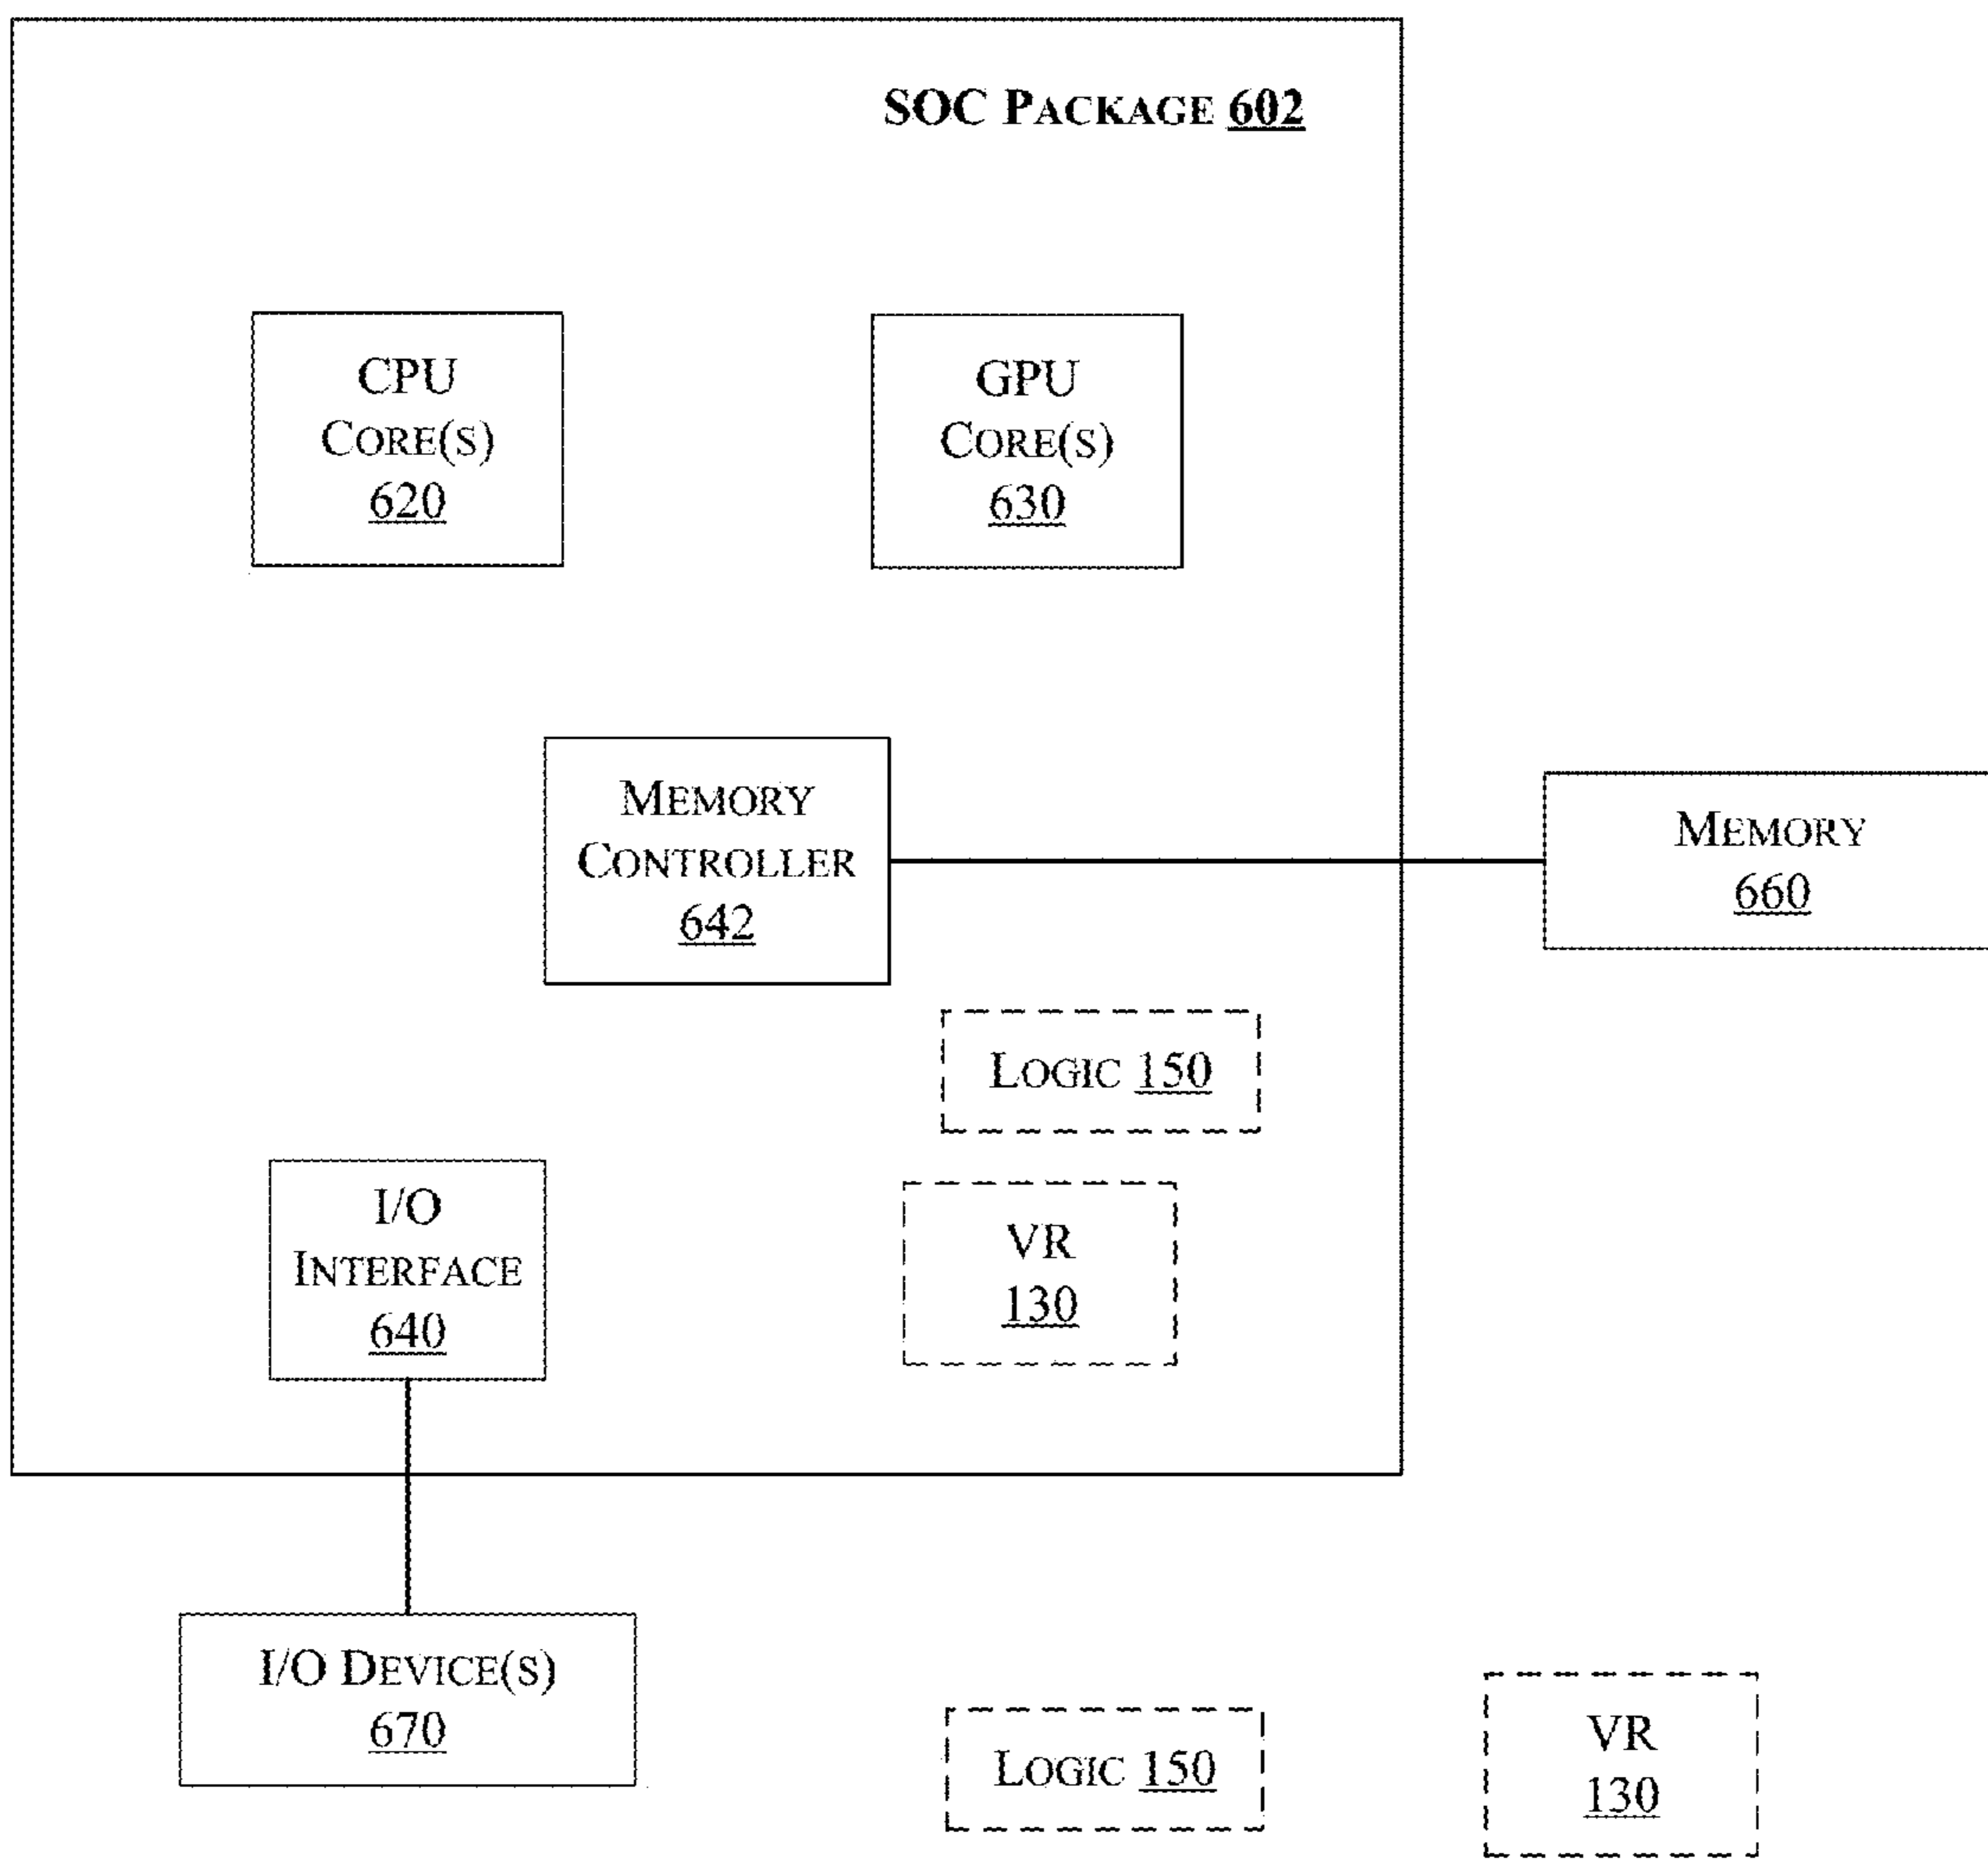 SOC PACKAGE 602
CPU
CORE(S)
620
GPU
CORE(S)
630
MEMORY
CONTROLLER
642
MEMORY
660
LOGIC 150
I/O
INTERFACE
640
VR
130
I/O DEVICE(S)
670
LOGIC 150
VR
130